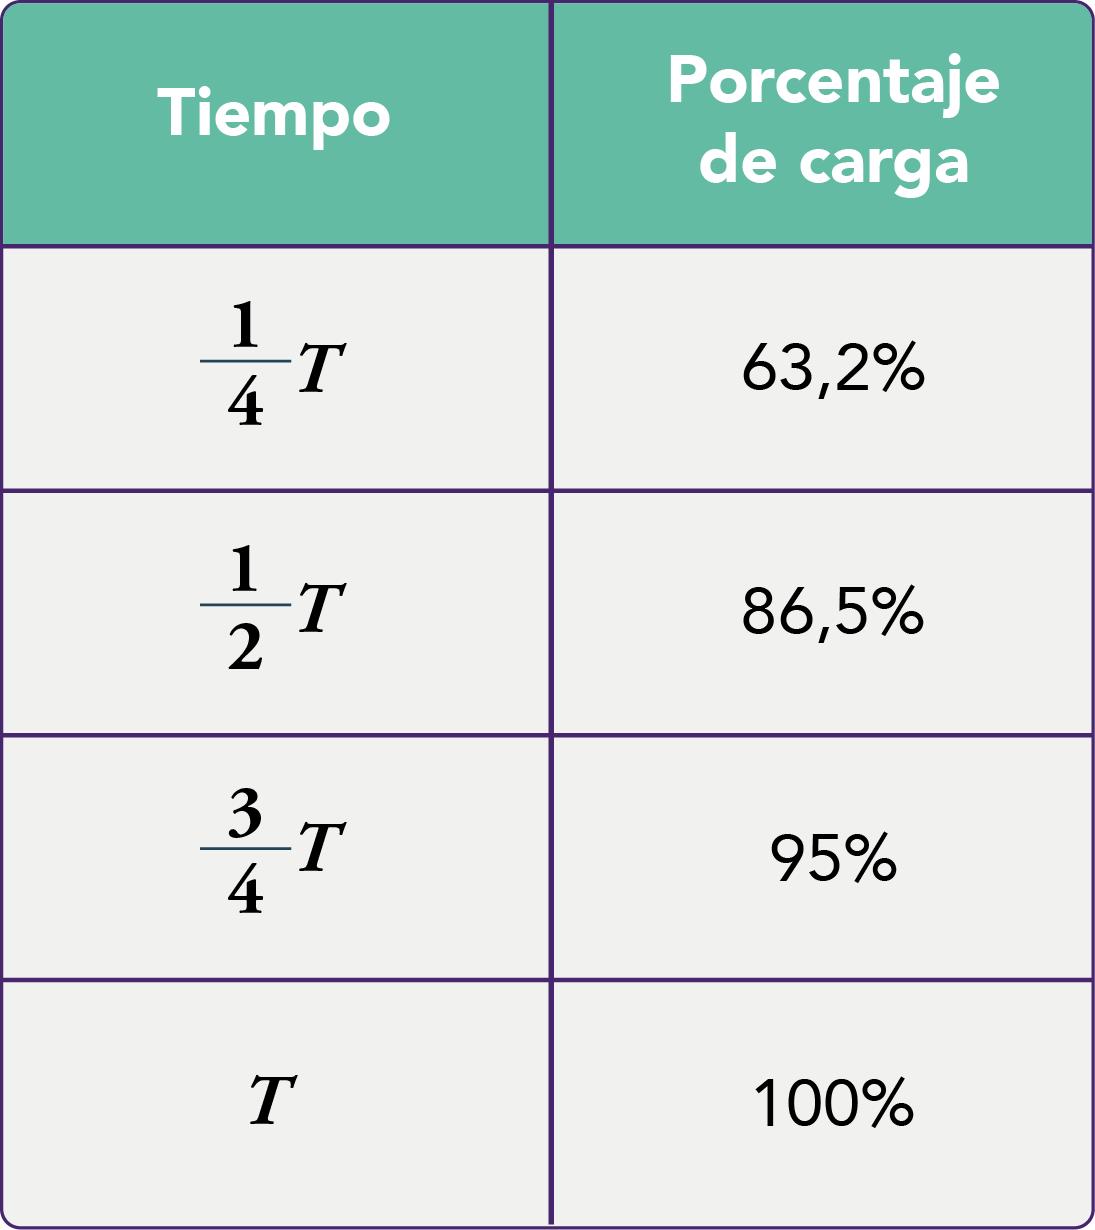 Tiempo
Porcentaje
de carga
1/4 T
63,2%
1/2 T
86,5%
3/4 T
95%
T
100%